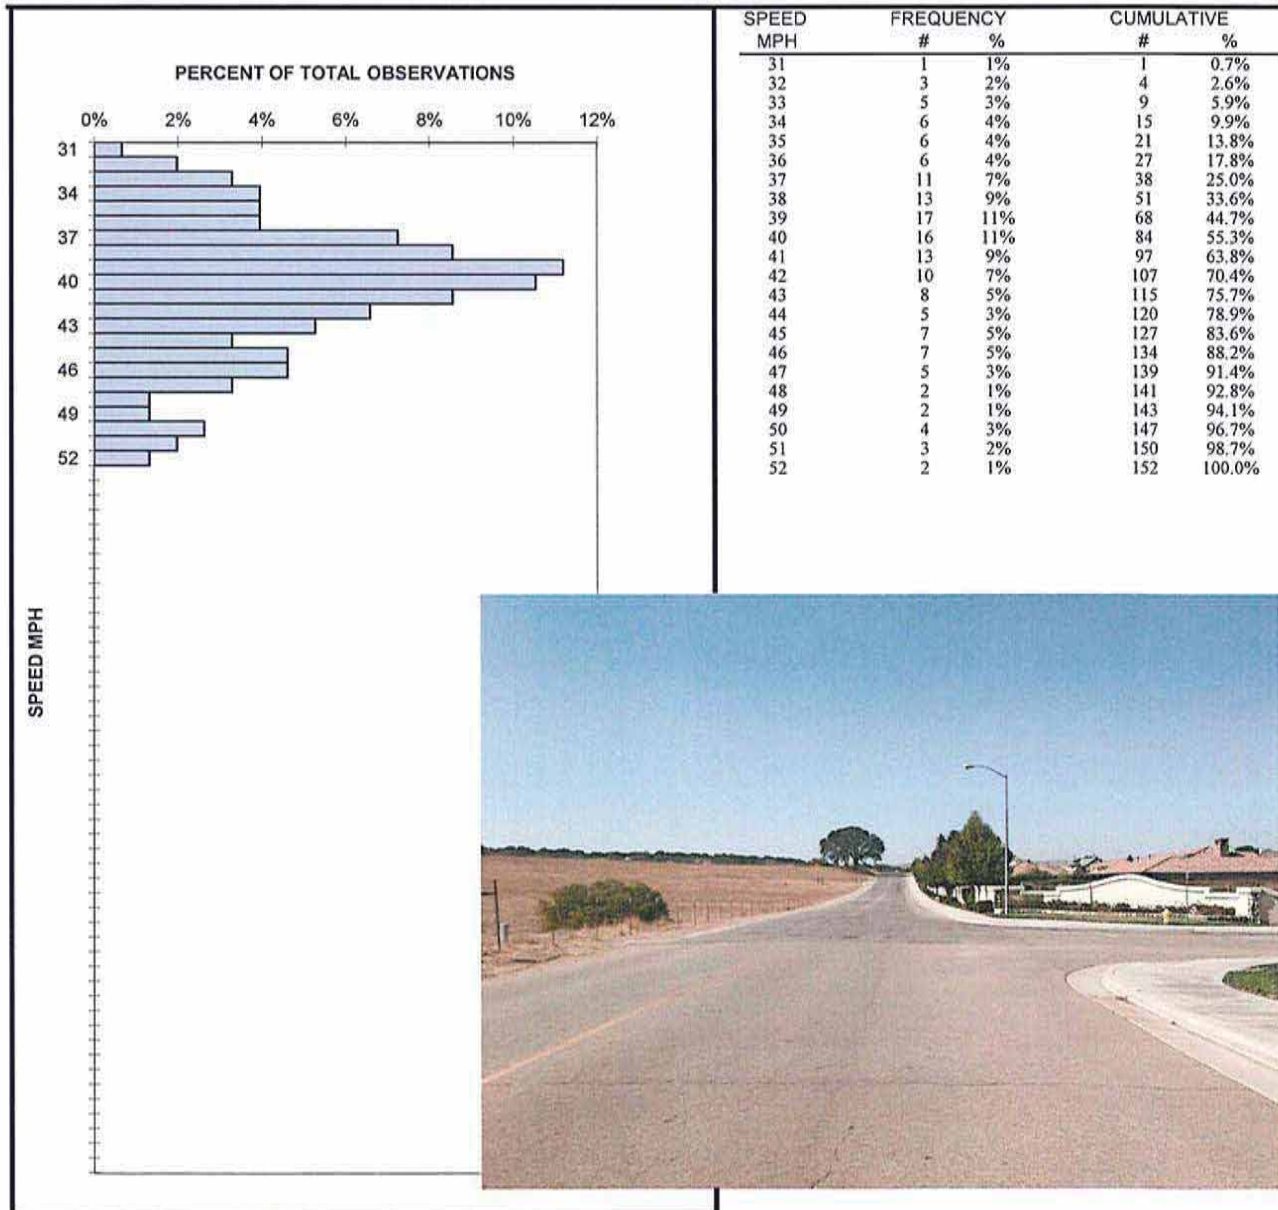 PERCENT OF TOTAL OBSERVATIONS
0% 2% 4% 6% 8% 10% 12%
31
34
37
40
43
46
49
52
SPEED MPH
SPEED FREQUENCY CUMULATIVE
MPH # % # %
31 1 1% 1 0.7%
32 3 2% 4 2.6%
33 5 3% 9 5.9%
34 6 4% 15 9.9%
35 6 4% 21 13.8%
36 6 4% 27 17.8%
37 11 7% 38 25.0%
38 13 9% 51 33.6%
39 17 11% 68 44.7%
40 16 11% 84 55.3%
41 13 9% 97 63.8%
42 10 7% 107 70.4%
43 8 5% 115 75.7%
44 5 3% 120 78.9%
45 7 5% 127 83.6%
46 7 5% 134 88.2%
47 5 3% 139 91.4%
48 2 1% 141 92.8%
49 2 1% 143 94.1%
50 4 3% 147 96.7%
51 3 2% 150 98.7%
52 2 1% 152 100.0%